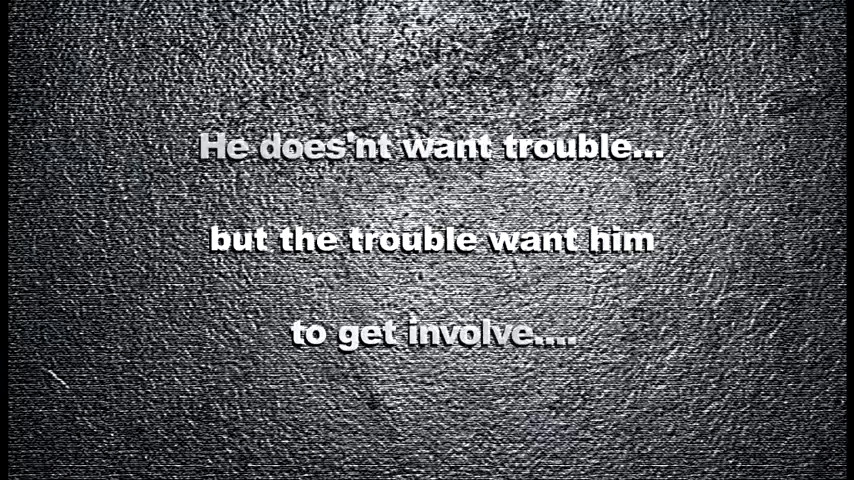 He does'nt want trouble...
but the trouble want him
to get involve....